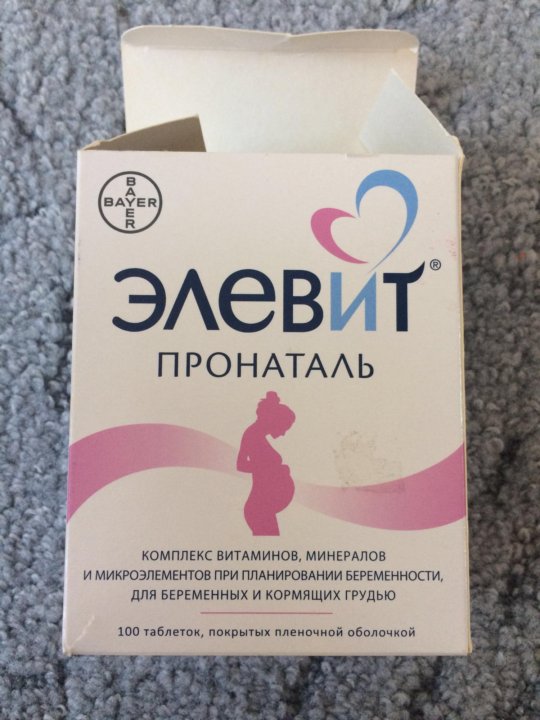 BAYER
BAYER
ЭЛЕВИТ®
ПРОНАТАЛЬ
КОМПЛЕКС ВИТАМИНОВ, МИНЕРАЛОВ
И МИКРОЭЛЕМЕНТОВ ПРИ ПЛАНИРОВАНИИ БЕРЕМЕННОСТИ,
ДЛЯ БЕРЕМЕННЫХ И КОРМЯЩИХ ГРУДЬЮ
100 таблеток, покрытых пленочной оболочкой